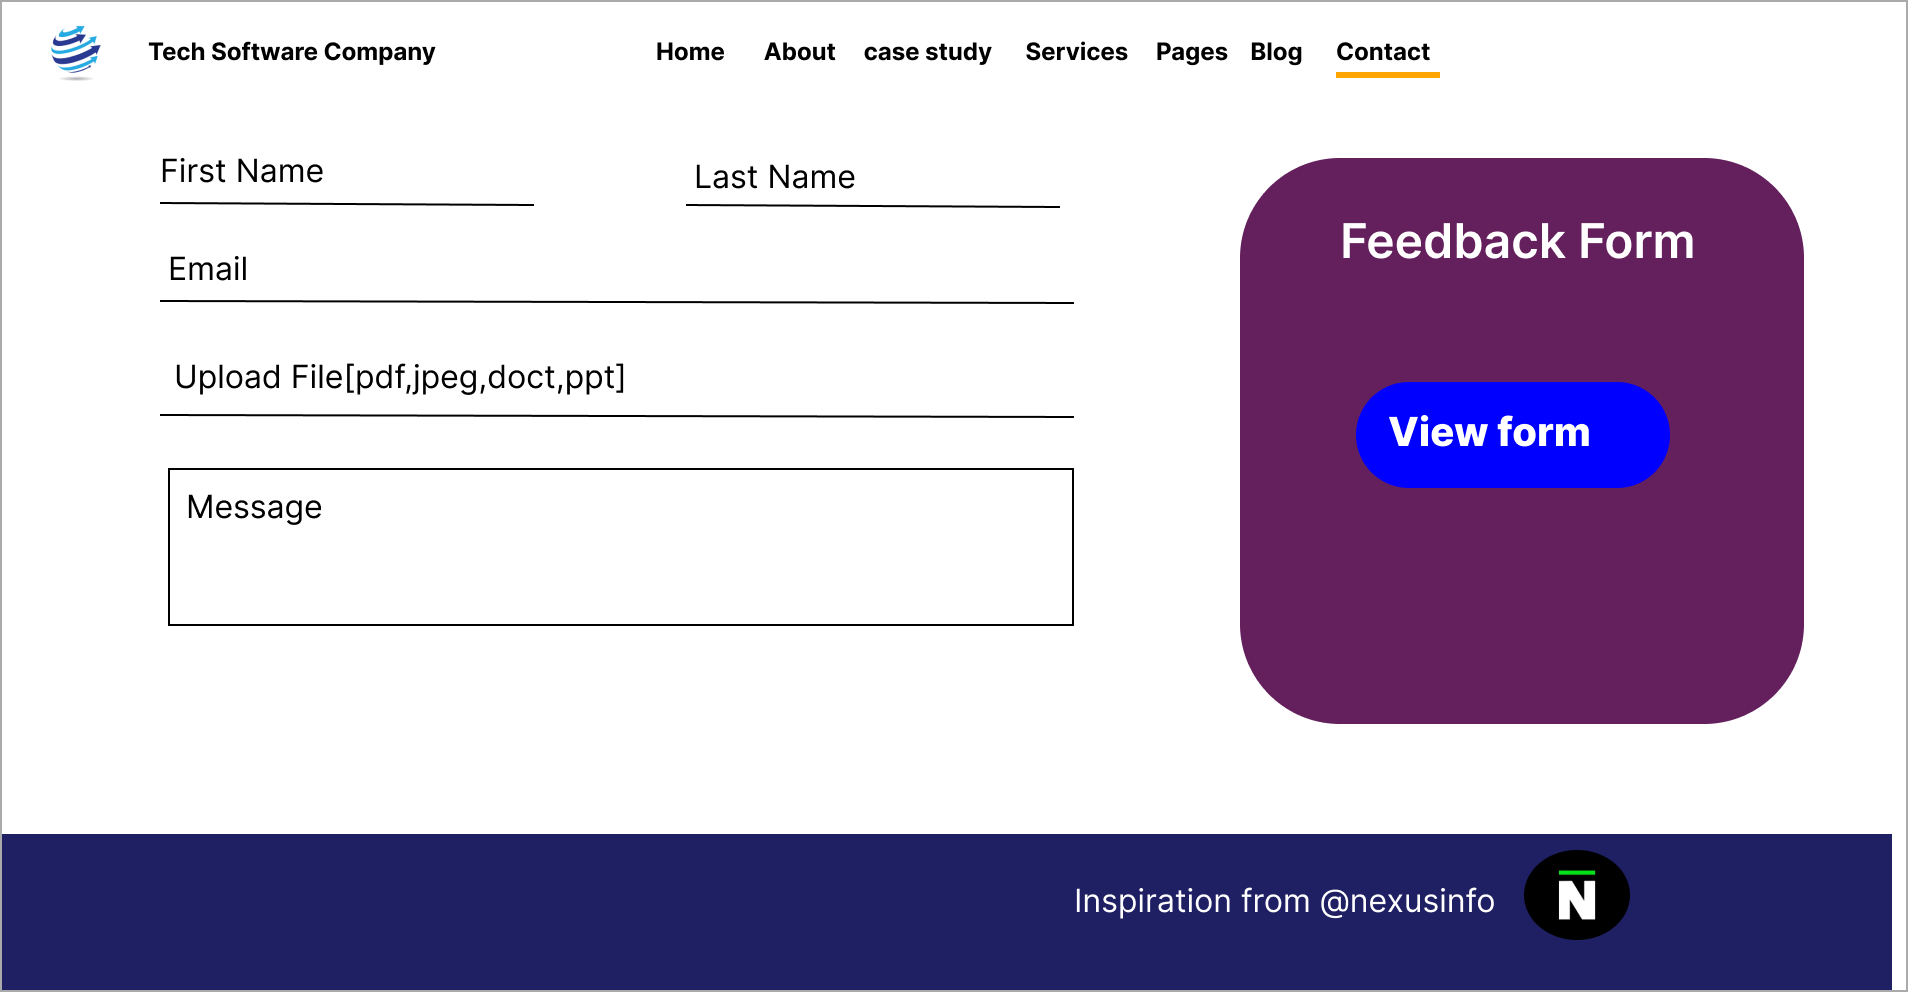 Tech Software Company
Home About case study Services Pages Blog Contact
First Name
Last Name
Email
Upload File[pdf,jpeg,doct,ppt]
Message
Feedback Form
View form
Inspiration from @nexusinfo
N